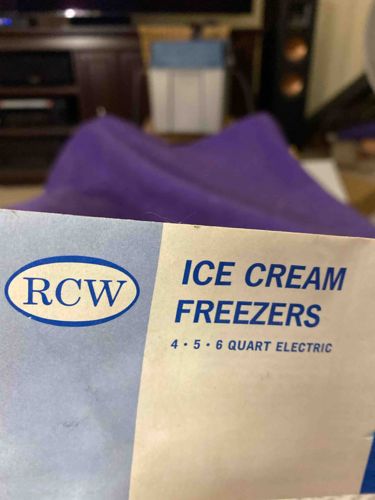 RCW
ICE CREAM
FREEZERS
4 • 5 • 6 QUART ELECTRIC